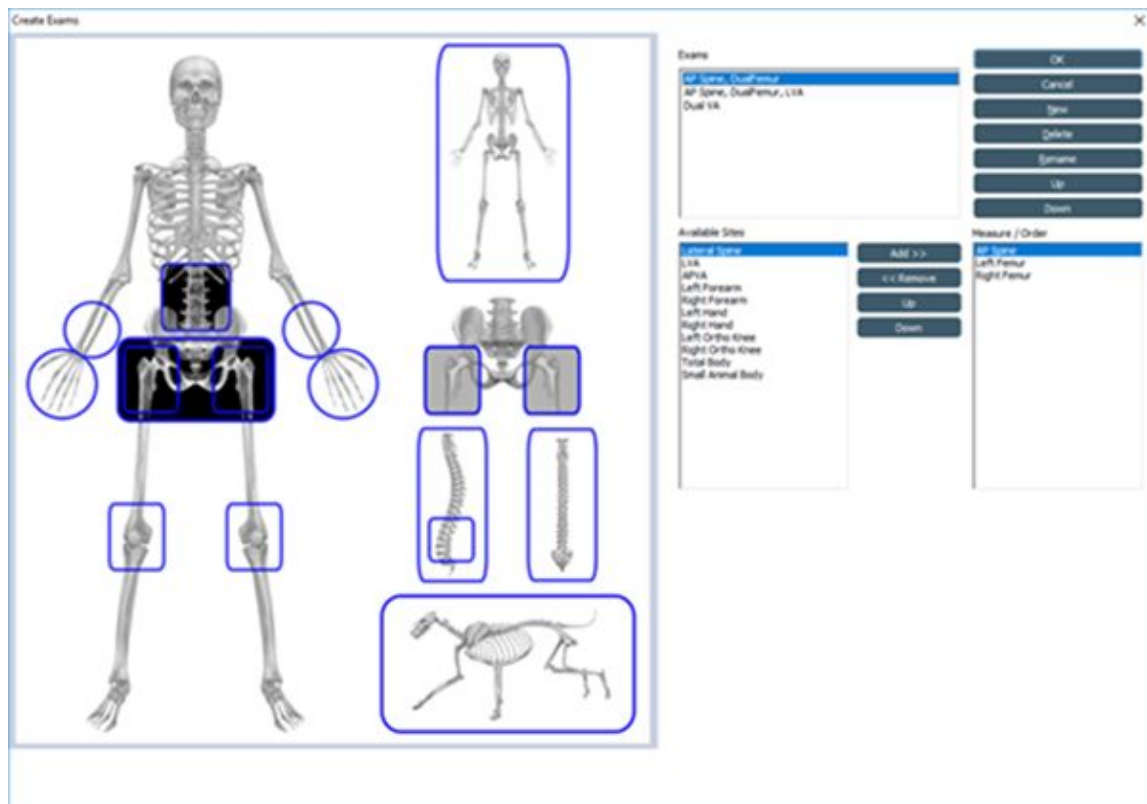 Create Exams
Exams
AP Spine, DualFemur
AP Spine, DualFemur, LVA
Dual VA
OK
Cancel
New
Delete
Rename
Up
Down
Available Sites
Lateral Spine
LVA
APVA
Left Forearm
Right Forearm
Left Hand
Right Hand
Left Ortho Knee
Right Ortho Knee
Total Body
Small Animal Body
Add >>
<< Remove
Up
Down
Measure / Order
AP Spine
Left Femur
Right Femur